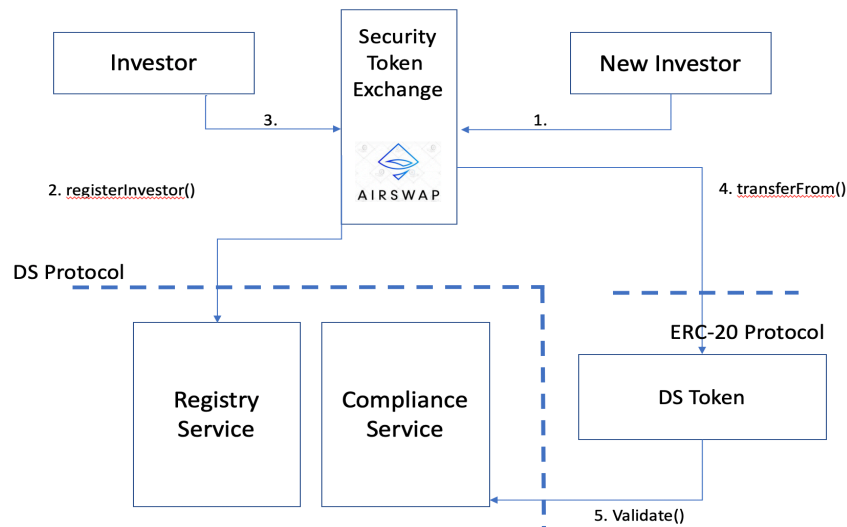 Investor
Security
Token
Exchange
New Investor
3.
1.
AIRSWAP
2. registerInvestor()
4. transferFrom()
DS Protocol
ERC-20 Protocol
Registry
Service
Compliance
Service
DS Token
5. Validate()